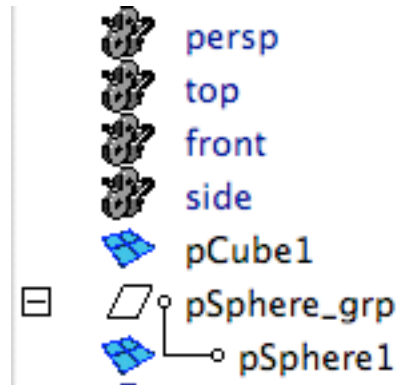 persp
top
front
side
pCube1
pSphere_grp
pSphere1